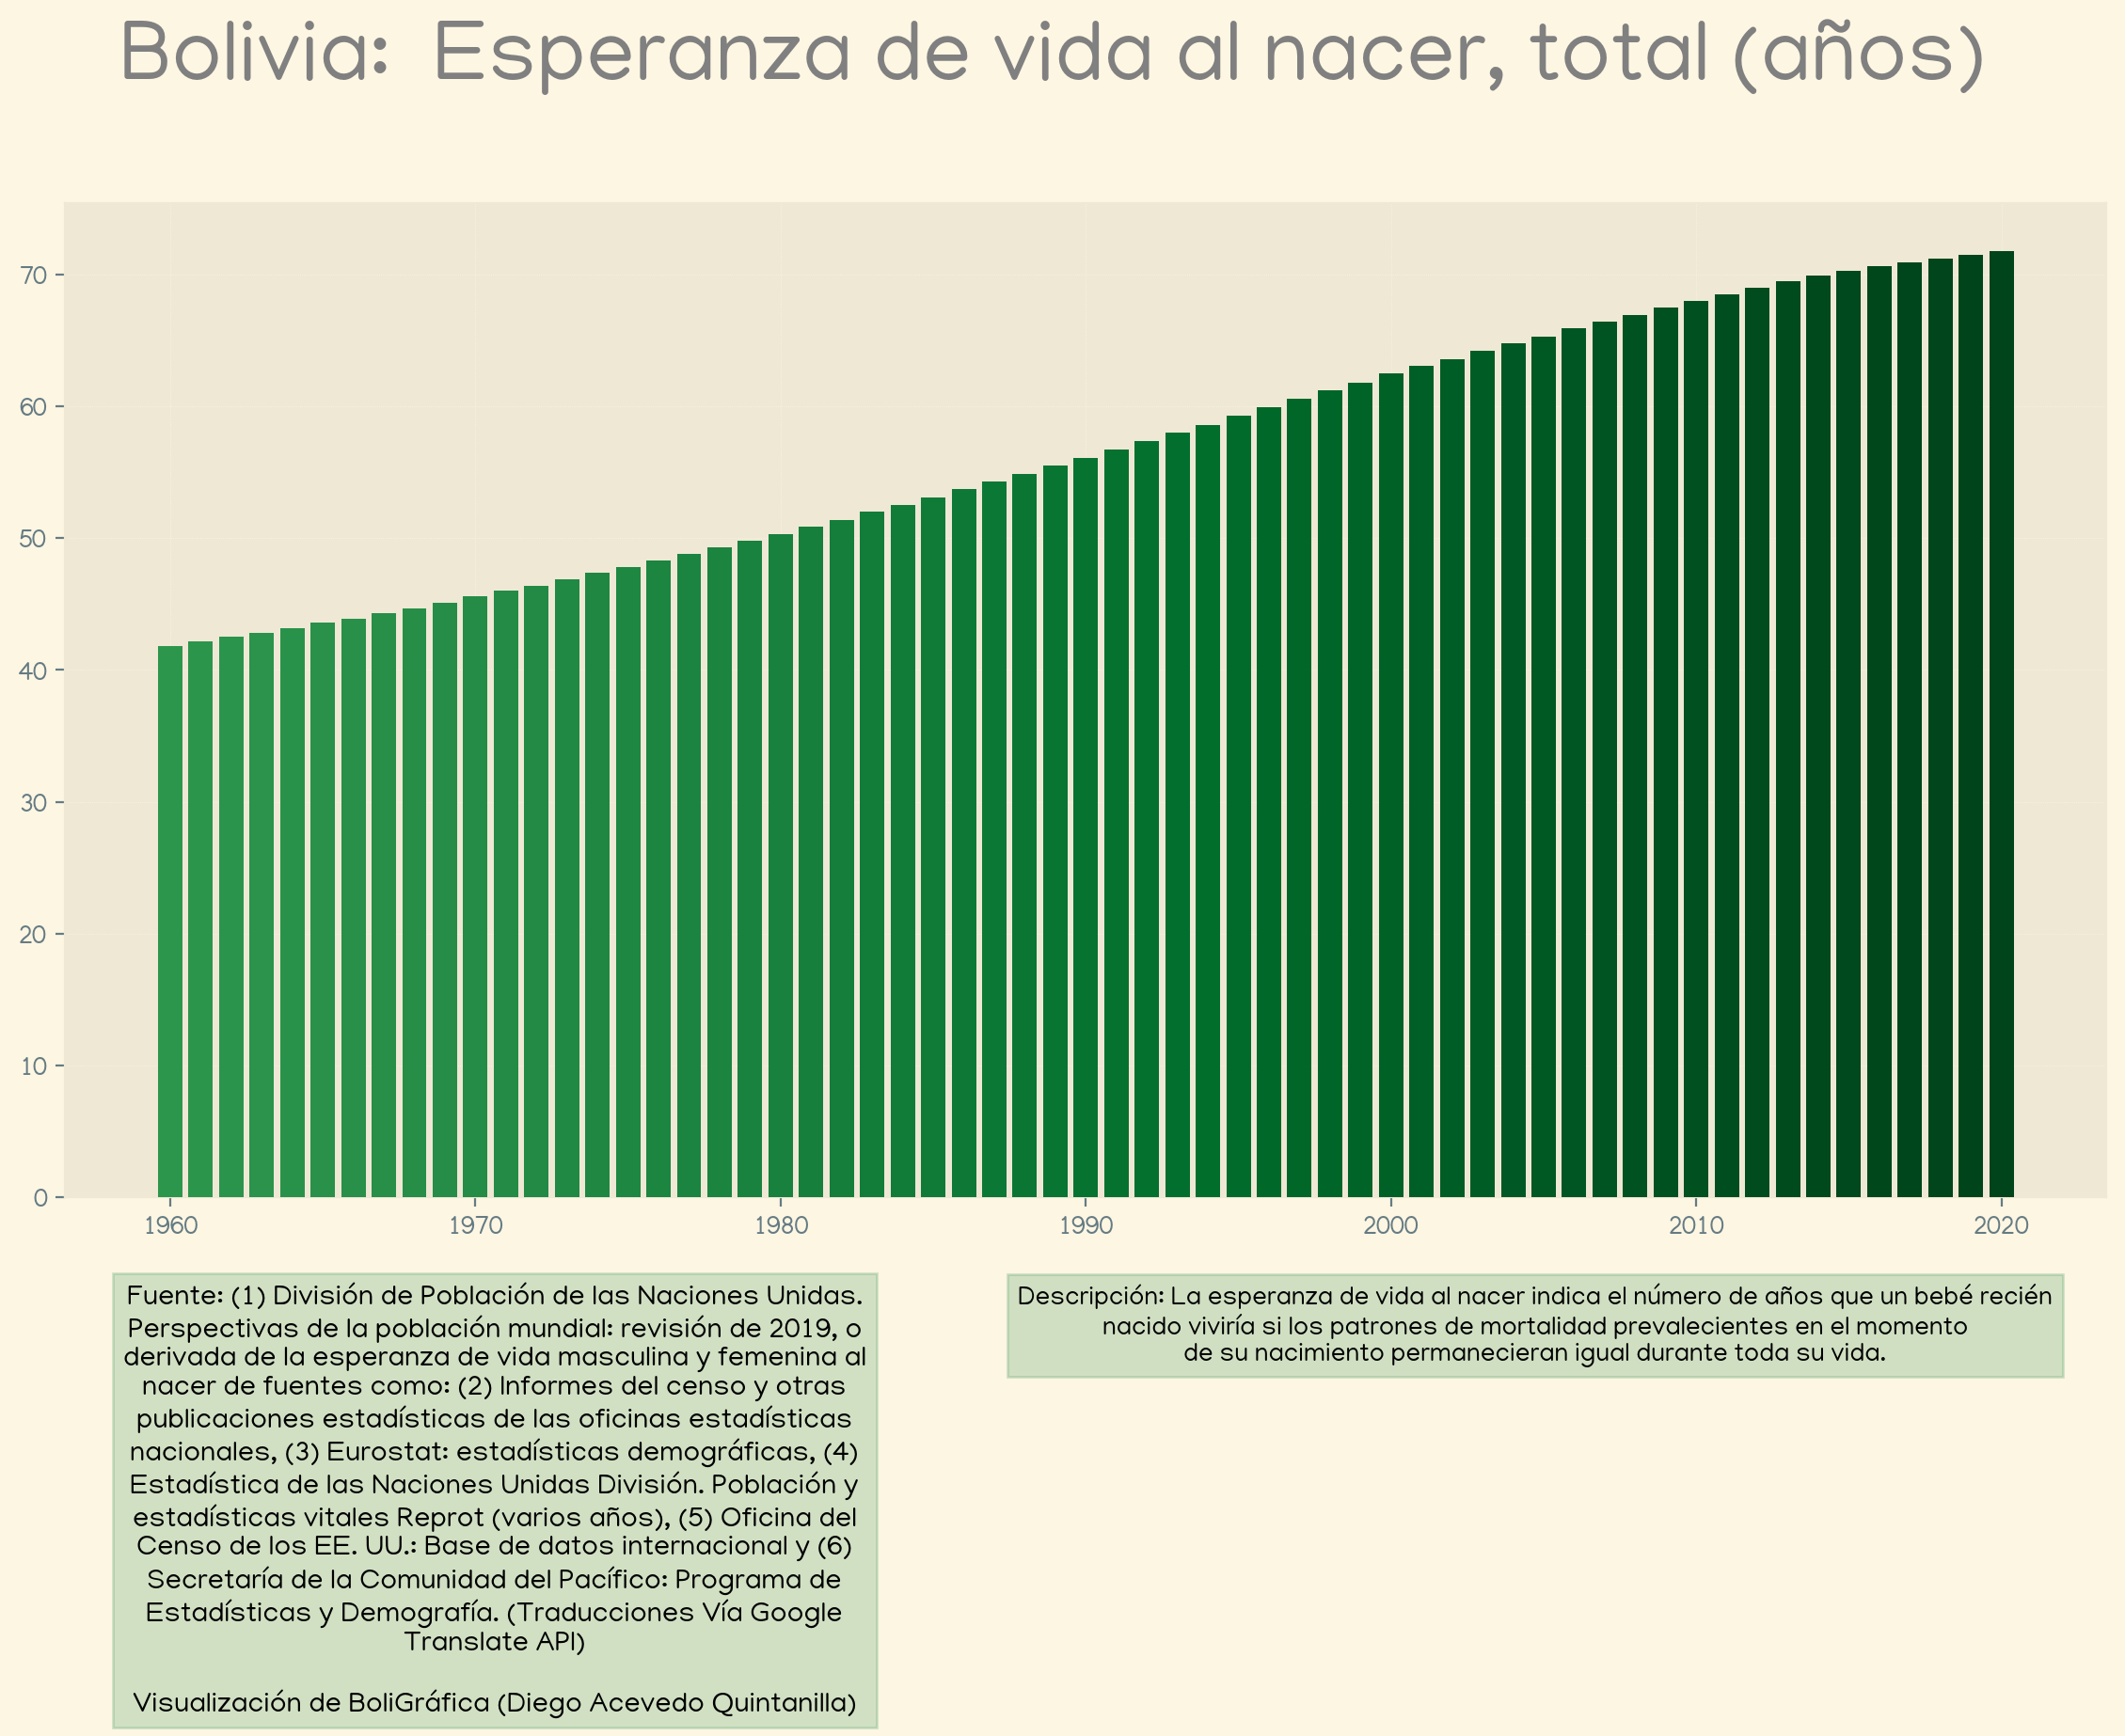 Bolivia: Esperanza de vida al nacer, total (años)
70
60
50
40
30
20
10
0
1960 1970 1980 1990 2000 2010 2020
Fuente: (1) División de Población de las Naciones Unidas.
Perspectivas de la población mundial: revisión de 2019, o
derivada de la esperanza de vida masculina y femenina al
nacer de fuentes como: (2) Informes del censo y otras
publicaciones estadísticas de las oficinas estadísticas
nacionales, (3) Eurostat: estadísticas demográficas, (4)
Estadística de las Naciones Unidas División. Población y
estadísticas vitales Reprot (varios años), (5) Oficina del
Censo de los EE. UU.: Base de datos internacional y (6)
Secretaría de la Comunidad del Pacífico: Programa de
Estadísticas y Demografía. (Traducciones Vía Google
Translate API)
Visualización de BoliGráfica (Diego Acevedo Quintanilla)
Descripción: La esperanza de vida al nacer indica el número de años que un bebé recién
nacido viviría si los patrones de mortalidad prevalecientes en el momento
de su nacimiento permanecieran igual durante toda su vida.